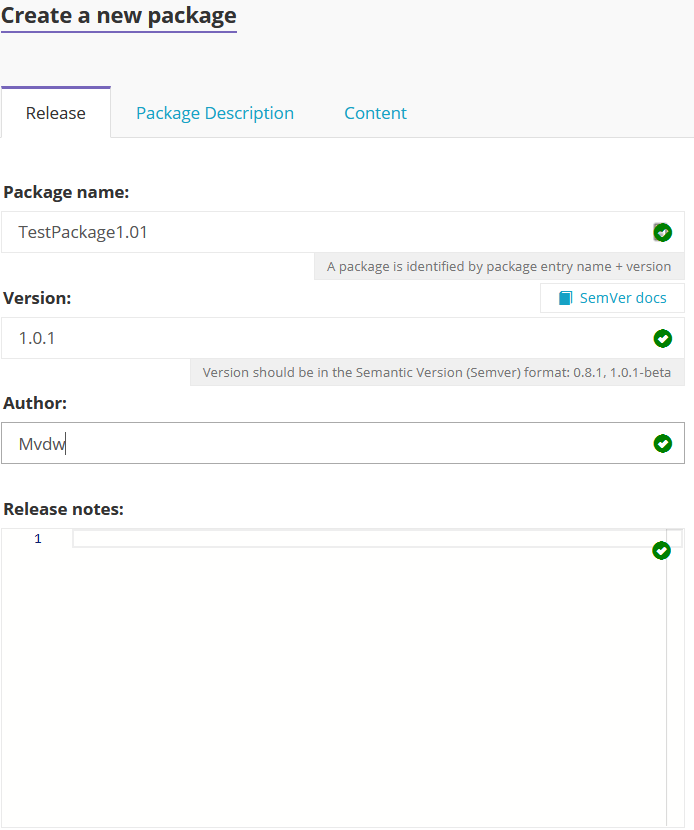 Create a new package
Release
Package Description
Content
Package name:
TestPackage1.01
A package is identified by package entry name + version
Version:
SemVer docs
1.0.1
Version should be in the Semantic Version (Semver) format: 0.8.1, 1.0.1-beta
Author:
Mvdw
Release notes:
1